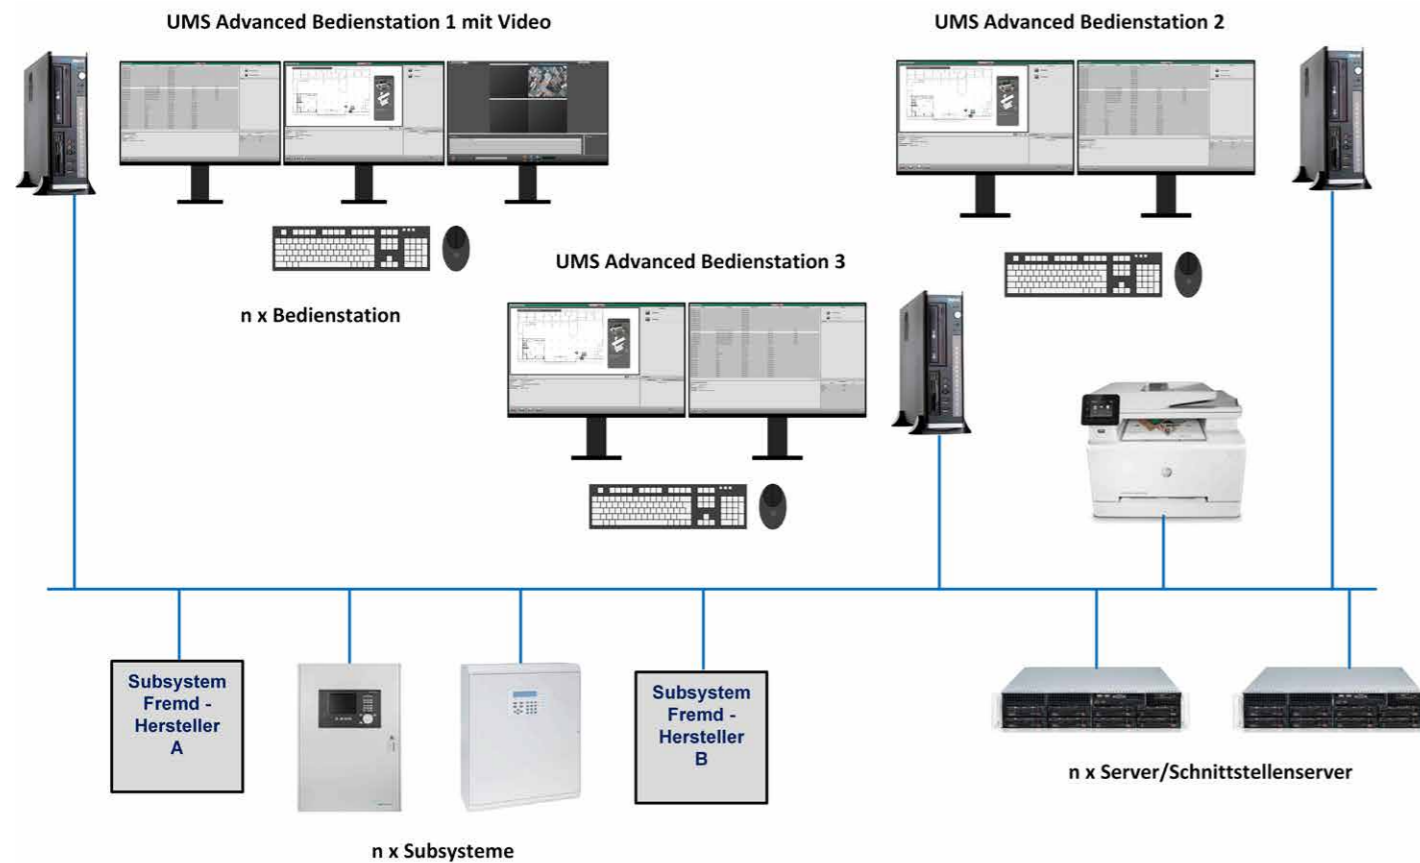 UMS Advanced Bedienstation 1 mit Video
UMS Advanced Bedienstation 2
UMS Advanced Bedienstation 3
n x Bedienstation
Subsystem
Fremd -
Hersteller
A
Subsystem
Fremd -
Hersteller
B
n x Server/Schnittstellenserver
n x Subsysteme